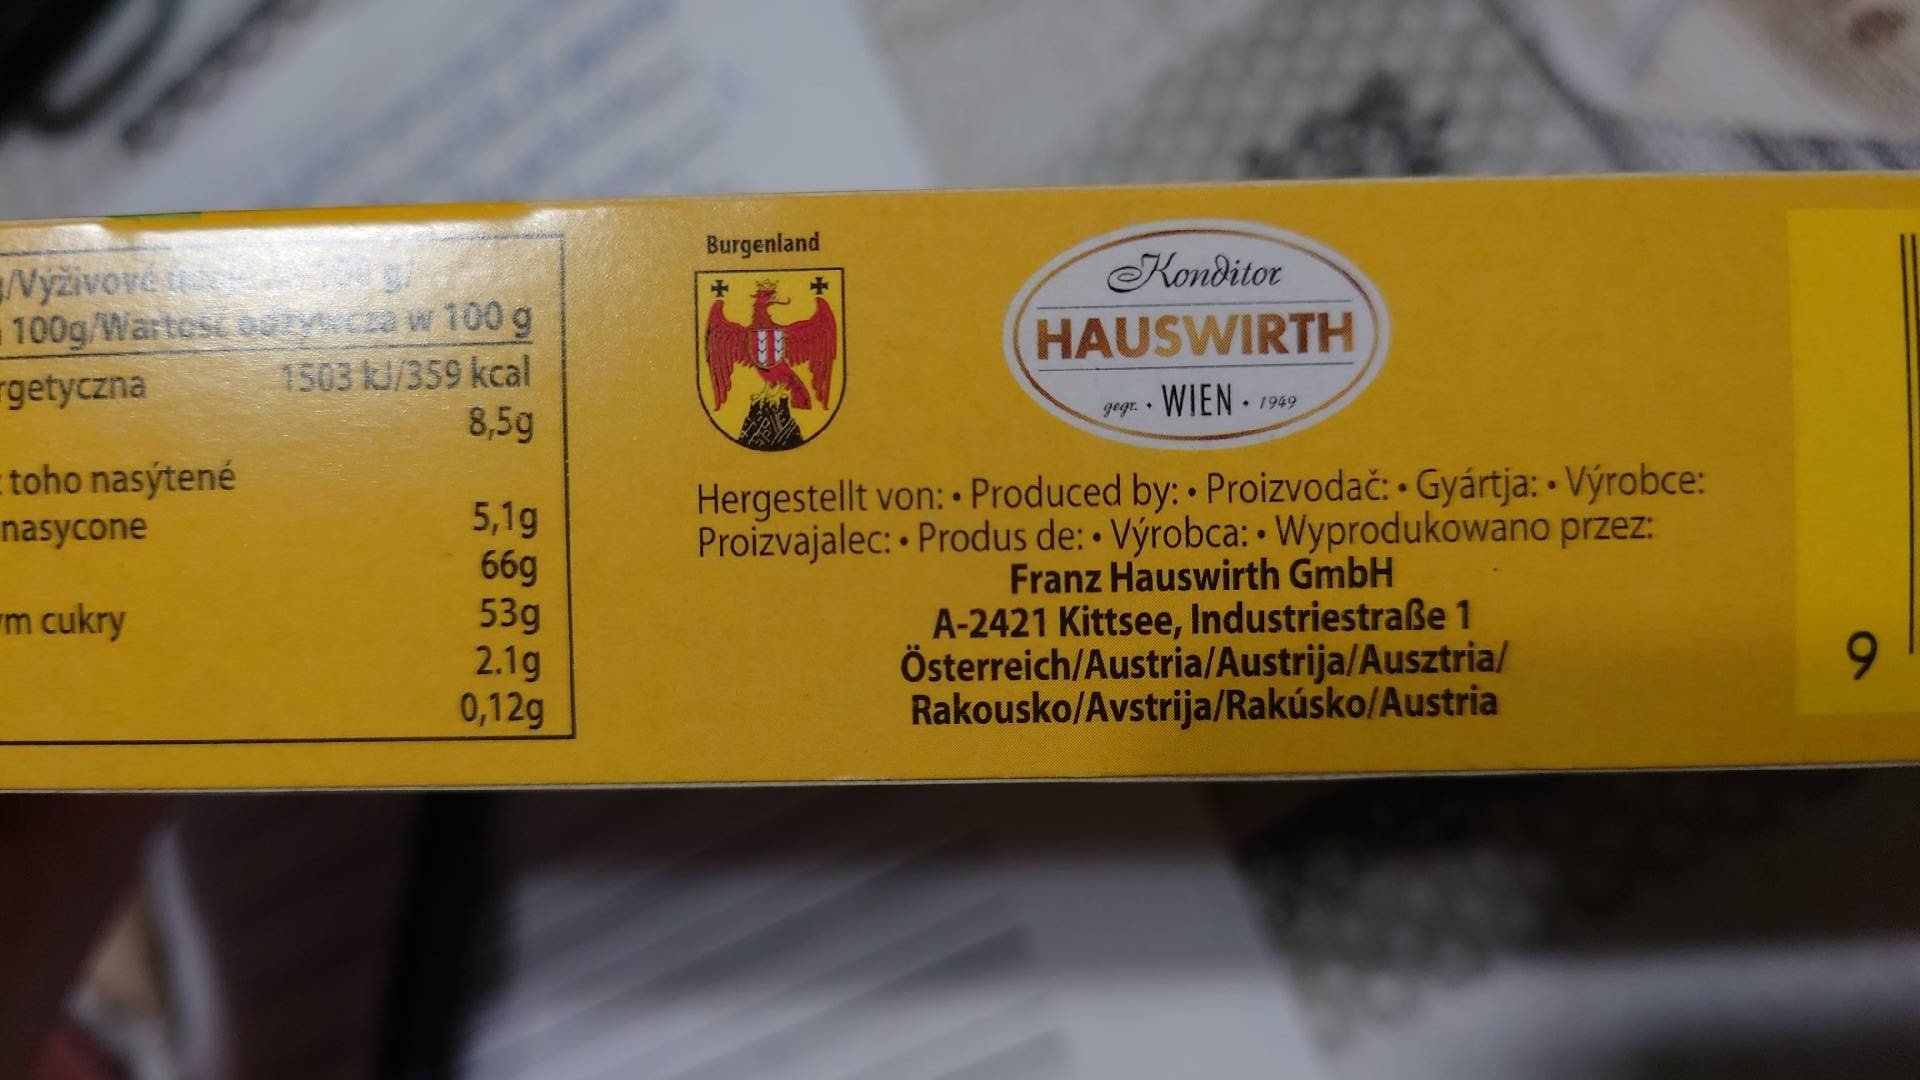 /Výživové
100g/Wartość odżywcza w 100 g
rgetyczna 1503 kJ/359 kcal
8,5g
toho nasýtené
nasycone 5,1g
66g
ym cukry 53g
2.1g
0,12g
Burgenland
Konditor
HAUSWIRTH
gegr. • WIEN • 1949
Hergestellt von: • Produced by: • Proizvodač: • Gyártja: • Výrobce:
Proizvajalec: • Produs de: • Výrobca: • Wyprodukowano przez:
Franz Hauswirth GmbH
A-2421 Kittsee, Industriestraße 1
Österreich/Austria/Austrija/Ausztria/
Rakousko/Avstrija/Rakúsko/Austria
9